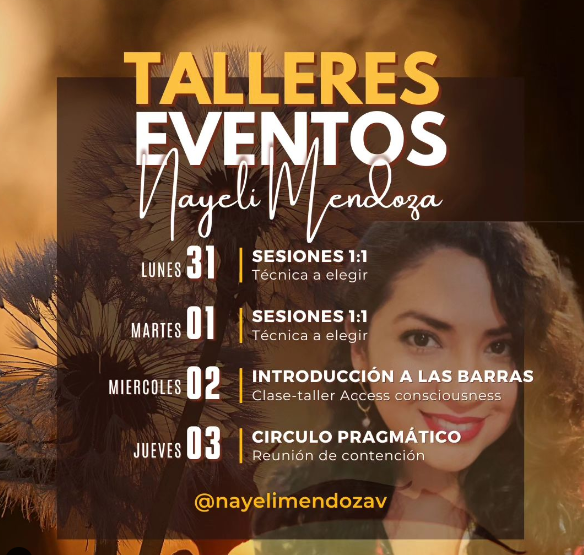 TALLERES
EVENTOS
Nayeli Mendoza
LUNES 31
SESIONES 1:1
Técnica a elegir
MARTES 01
SESIONES 1:1
Técnica a elegir
MIERCOLES 02
INTRODUCCIÓN A LAS BARRAS
Clase-taller Access consciousness
JUEVES 03
CIRCULO PRAGMÁTICO
Reunión de contención
@nayelimendozav